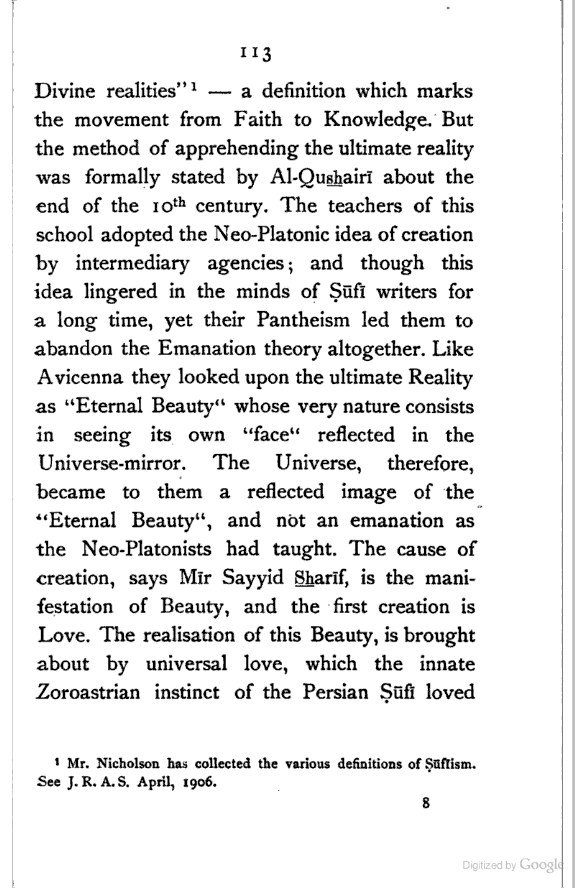 113
Divine realities”¹ — a definition which marks
the movement from Faith to Knowledge. But
the method of apprehending the ultimate reality
was formally stated by Al-Qushairī about the
end of the 10th century. The teachers of this
school adopted the Neo-Platonic idea of creation
by intermediary agencies; and though this
idea lingered in the minds of Ṣūfī writers for
a long time, yet their Pantheism led them to
abandon the Emanation theory altogether. Like
Avicenna they looked upon the ultimate Reality
as “Eternal Beauty“ whose very nature consists
in seeing its own “face“ reflected in the
Universe-mirror. The Universe, therefore,
became to them a reflected image of the
“Eternal Beauty“, and not an emanation as
the Neo-Platonists had taught. The cause of
creation, says Mīr Sayyid Sharīf, is the mani-
festation of Beauty, and the first creation is
Love. The realisation of this Beauty, is brought
about by universal love, which the innate
Zoroastrian instinct of the Persian Ṣūfī loved
¹ Mr. Nicholson has collected the various definitions of Ṣūfīism.
See J. R. A. S. April, 1906.
8
Digitized by Google